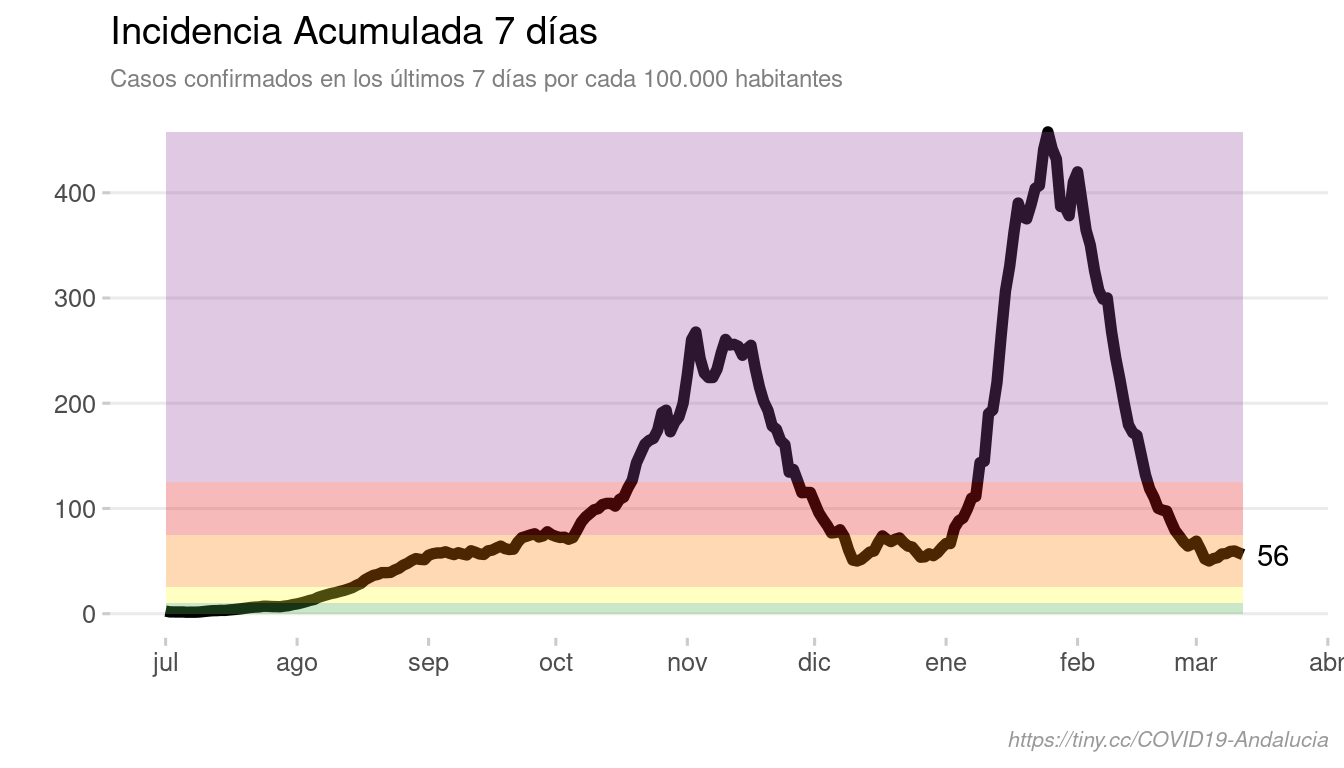 Incidencia Acumulada 7 días
Casos confirmados en los últimos 7 días por cada 100.000 habitantes
400
300
200
100
0
56
jul ago sep oct nov dic ene feb mar abr
https://tiny.cc/COVID19-Andalucia